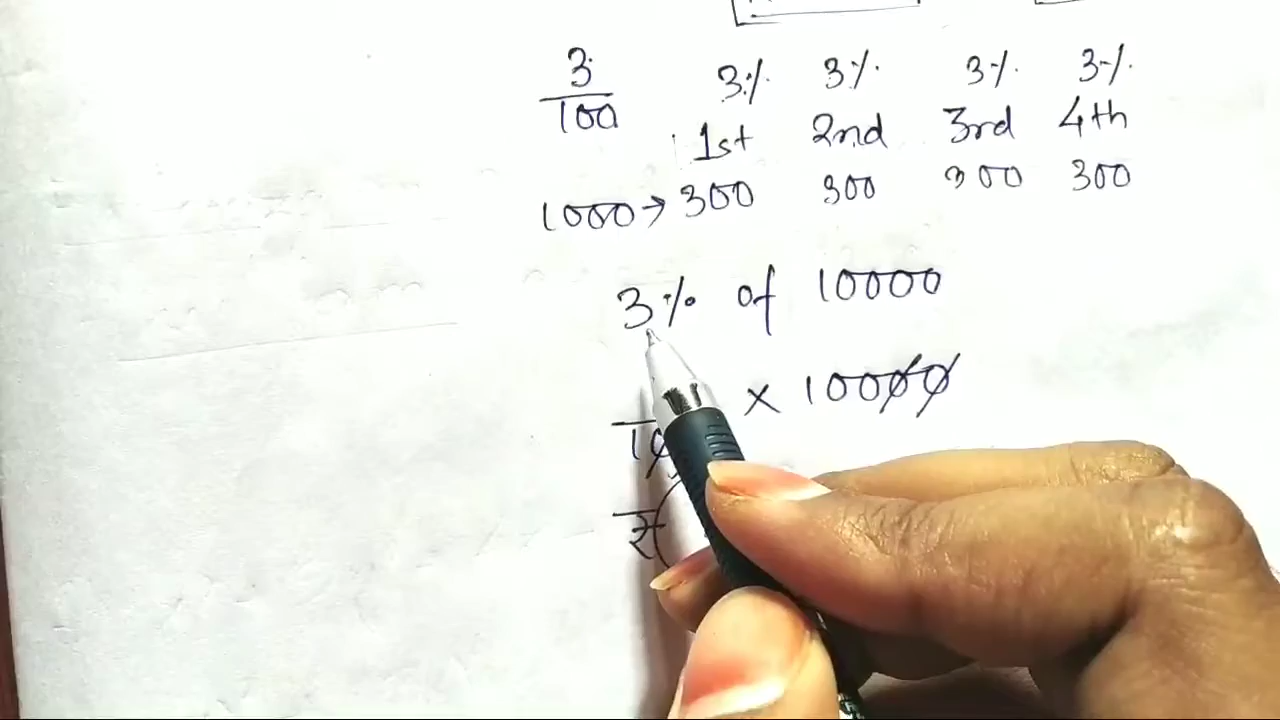 3/100 3% 3% 3% 3%
1st 2nd 3rd 4th
1000→ 300 300 300 300
3% of 10000
× 10000
₹(